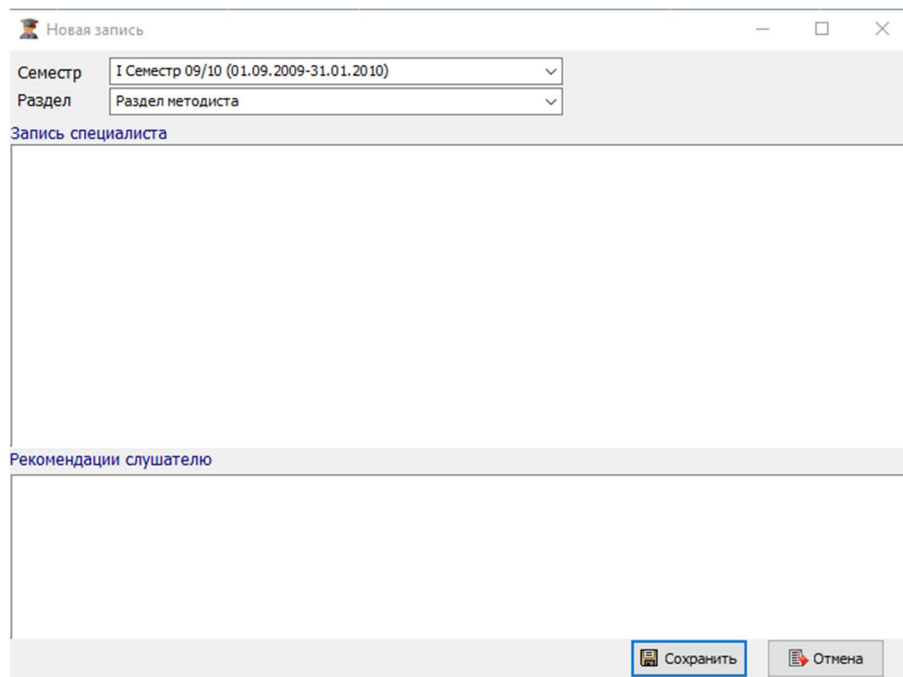 Новая запись
Семестр I Семестр 09/10 (01.09.2009-31.01.2010)
Раздел Раздел методиста
Запись специалиста
Рекомендации слушателю
Сохранить Отмена